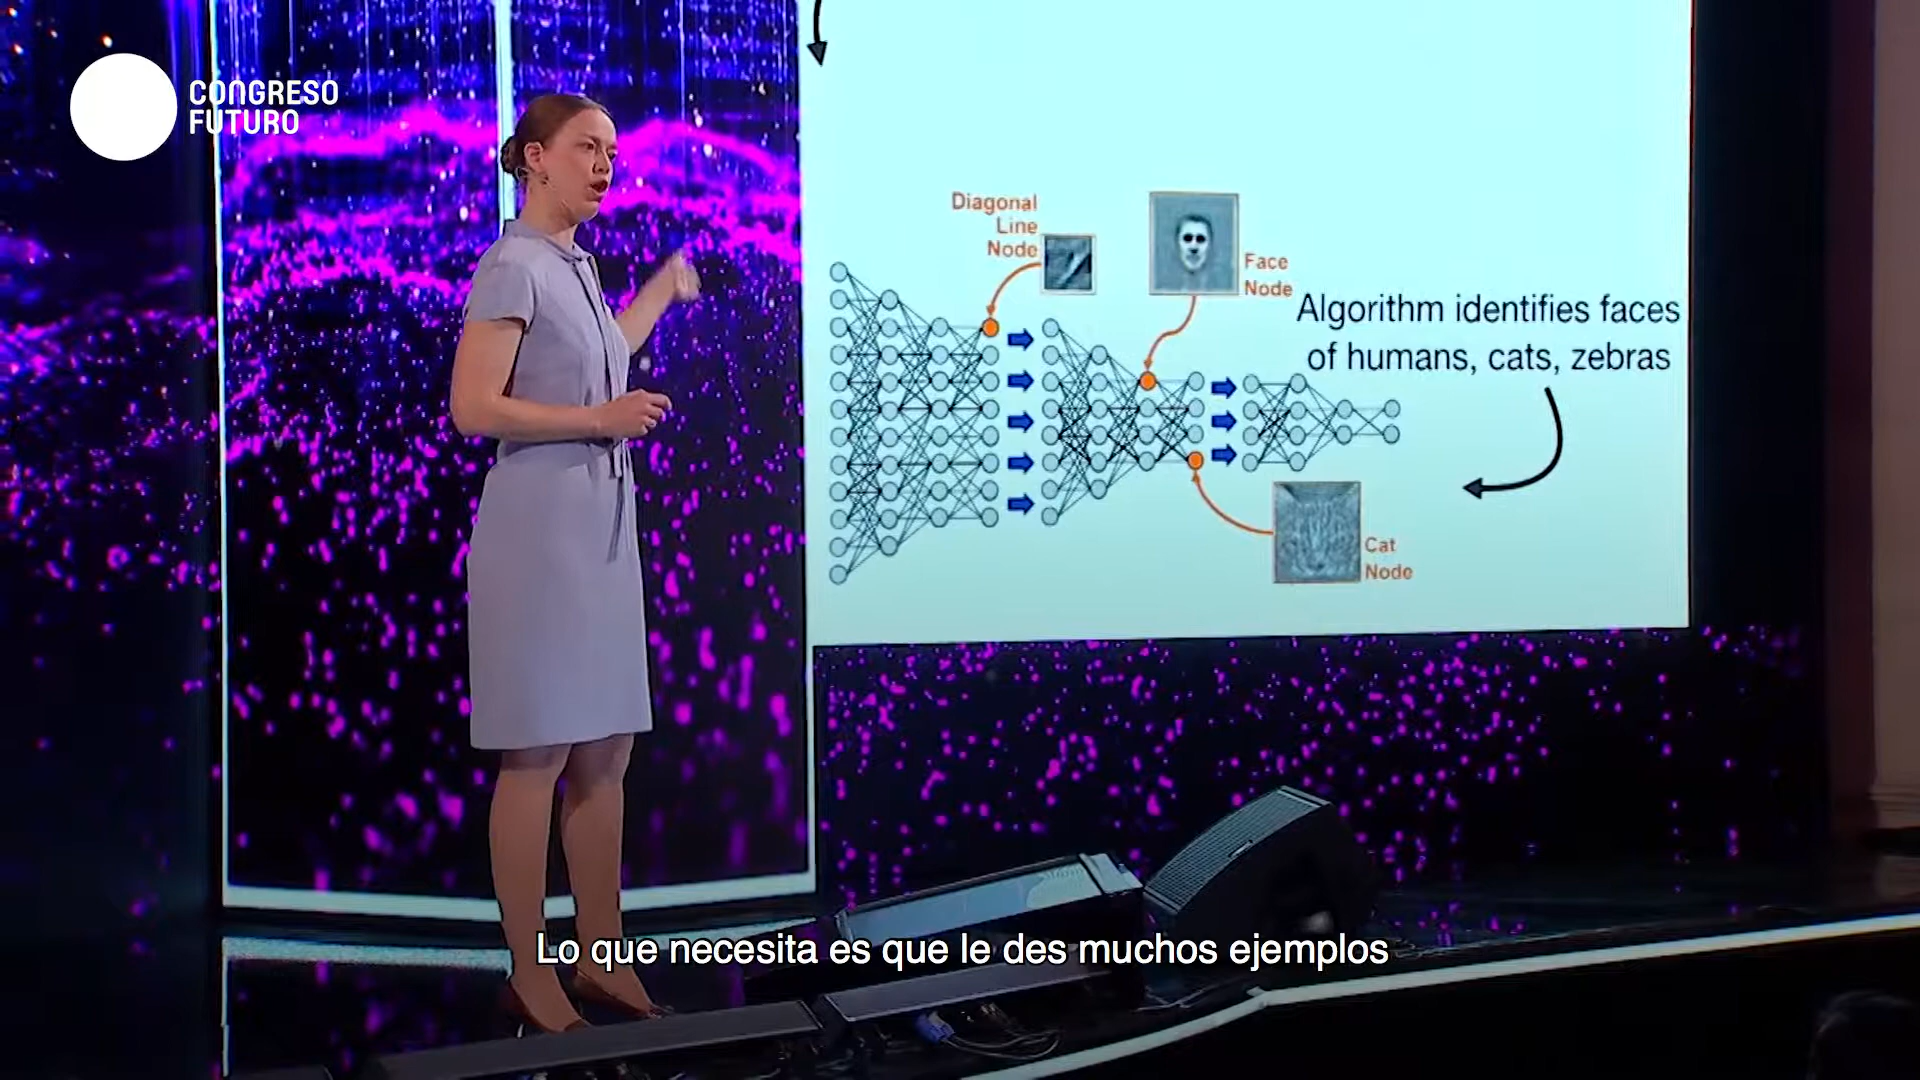 CONGRESO
FUTURO
Diagonal
Line
Node
Face
Node
Algorithm identifies faces
of humans, cats, zebras
Cat
Node
Lo que necesita es que le des muchos ejemplos